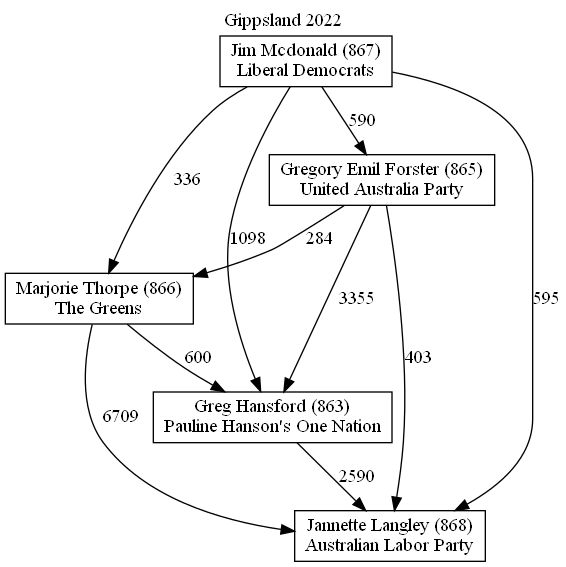 Gippsland 2022
Jim Mcdonald (867)
Liberal Democrats
590
Gregory Emil Forster (865)
United Australia Party
336
1098
284
Marjorie Thorpe (866)
The Greens
3355
595
600
403
Greg Hansford (863)
Pauline Hanson's One Nation
6709
2590
Jannette Langley (868)
Australian Labor Party